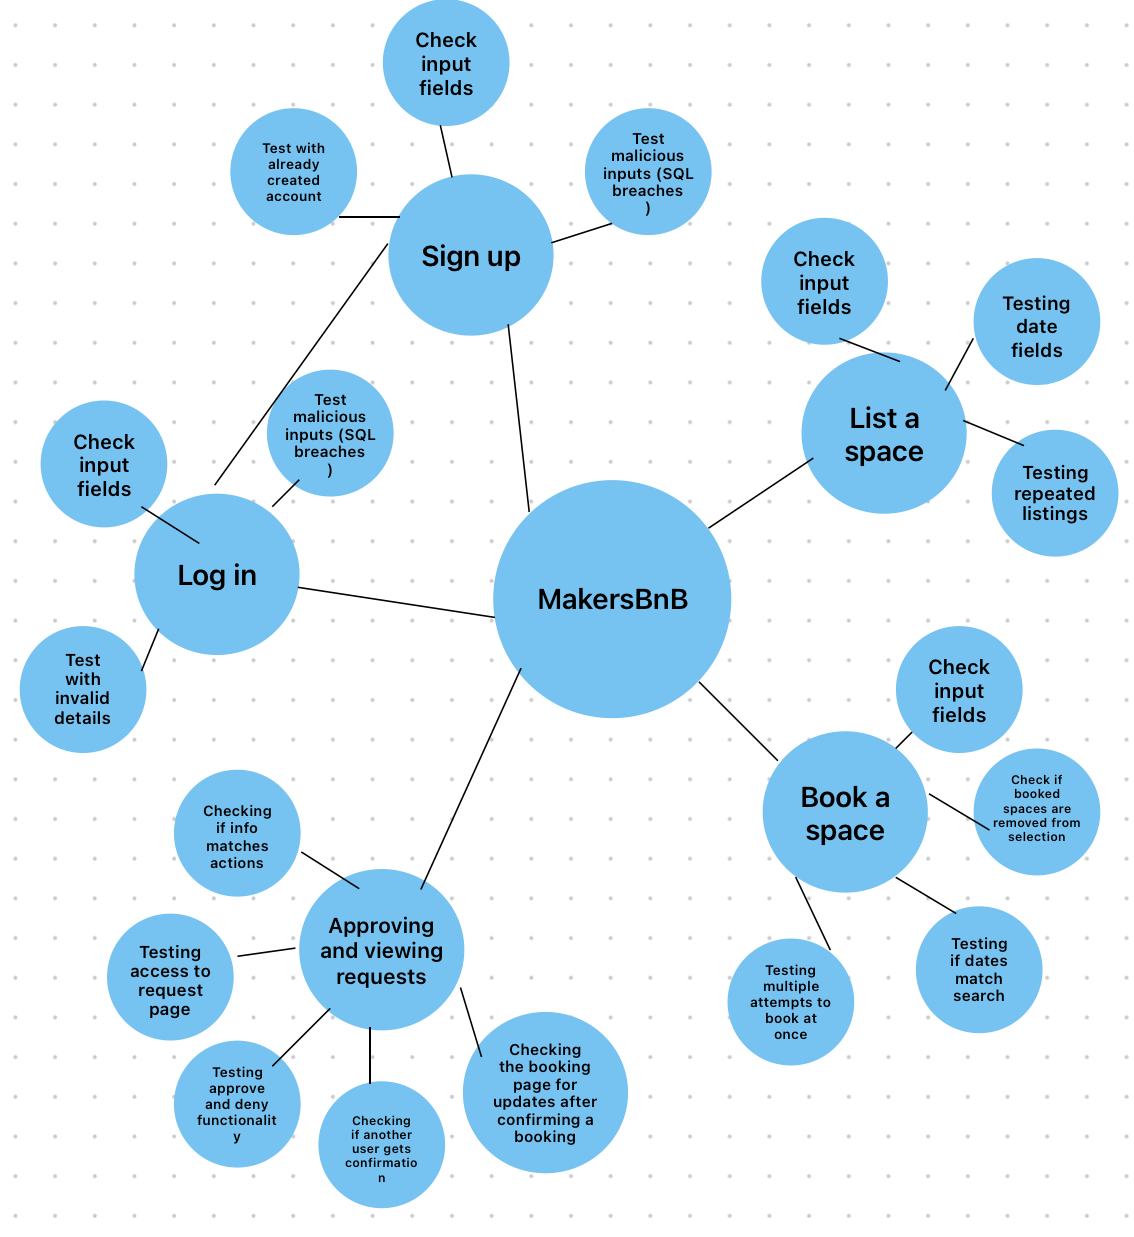 Check
input
fields
Test with
already
created
account
Test
malicious
inputs (SQL
breaches
)
Sign up
Check
input
fields
Testing
date
fields
List a
space
Testing
repeated
listings
Test
malicious
inputs (SQL
breaches
)
Check
input
fields
Log in
Test
with
invalid
details
MakersBnB
Check
input
fields
Book a
space
Check if
booked
spaces are
removed from
selection
Testing
if dates
match
search
Testing
multiple
attempts to
book at
once
Checking
if info
matches
actions
Approving
and viewing
requests
Testing
access to
request
page
Testing
approve
and deny
functionalit
y
Checking
if another
user gets
confirmatio
n
Checking
the booking
page for
updates after
confirming a
booking